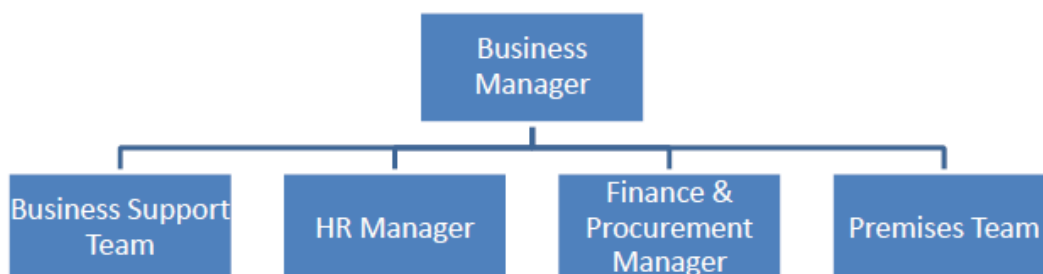 Business
Manager
Business Support
Team
HR Manager
Finance &
Procurement
Manager
Premises Team